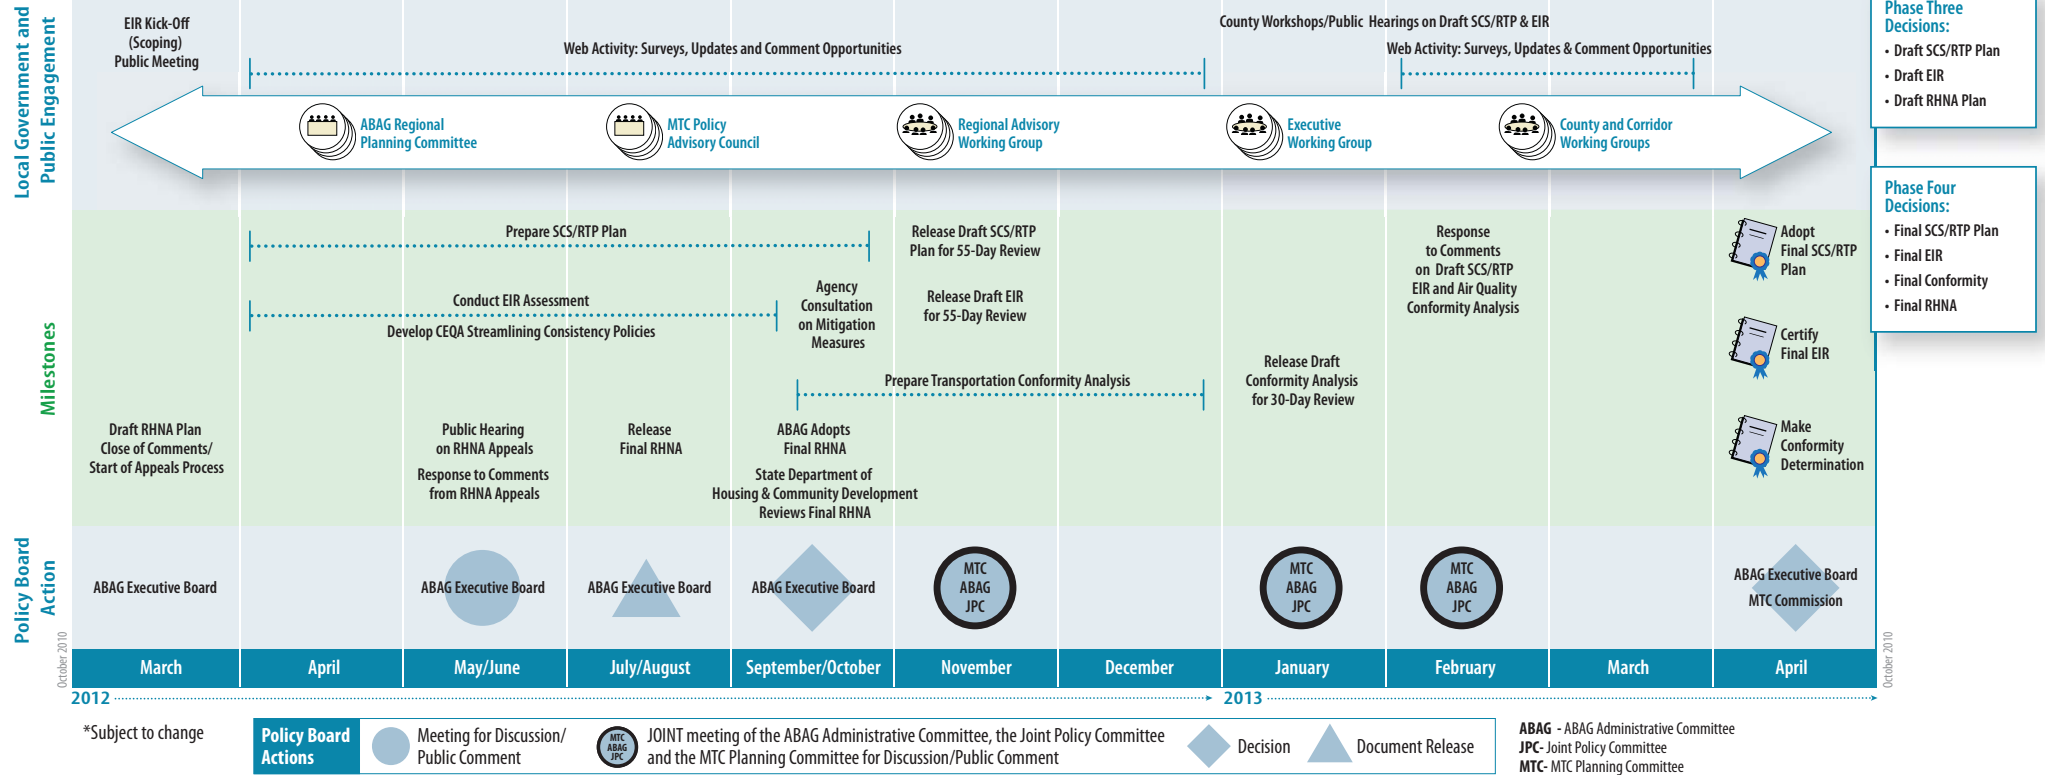 Local Government and
Public Engagement
EIR Kick-Off
(Scoping)
Public Meeting
Web Activity: Surveys, Updates and Comment Opportunities
County Workshops/Public Hearings on Draft SCS/RTP & EIR
Web Activity: Surveys, Updates & Comment Opportunities
ABAG Regional
Planning Committee
MTC Policy
Advisory Council
Regional Advisory
Working Group
Executive
Working Group
County and Corridor
Working Groups
Phase Three
Decisions:
• Draft SCS/RTP Plan
• Draft EIR
• Draft RHNA Plan
Phase Four
Decisions:
• Final SCS/RTP Plan
• Final EIR
• Final Conformity
• Final RHNA
Milestones
Prepare SCS/RTP Plan
Conduct EIR Assessment
Develop CEQA Streamlining Consistency Policies
Agency
Consultation
on Mitigation
Measures
Release Draft SCS/RTP
Plan for 55-Day Review
Release Draft EIR
for 55-Day Review
Prepare Transportation Conformity Analysis
Release Draft
Conformity Analysis
for 30-Day Review
Response
to Comments
on Draft SCS/RTP
EIR and Air Quality
Conformity Analysis
Adopt
Final SCS/RTP
Plan
Certify
Final EIR
Make
Conformity
Determination
Draft RHNA Plan
Close of Comments/
Start of Appeals Process
Public Hearing
on RHNA Appeals
Response to Comments
from RHNA Appeals
Release
Final RHNA
ABAG Adopts
Final RHNA
State Department of
Housing & Community Development
Reviews Final RHNA
Policy Board
Action
ABAG Executive Board
ABAG Executive Board
ABAG Executive Board
ABAG Executive Board
MTC
ABAG
JPC
MTC
ABAG
JPC
MTC
ABAG
JPC
ABAG Executive Board
MTC Commission
October 2010
March
April
May/June
July/August
September/October
November
December
January
February
March
April
October 2010
2012
2013
*Subject to change
Policy Board
Actions
Meeting for Discussion/
Public Comment
MTC
ABAG
JPC
JOINT meeting of the ABAG Administrative Committee, the Joint Policy Committee
and the MTC Planning Committee for Discussion/Public Comment
Decision
Document Release
ABAG - ABAG Administrative Committee
JPC- Joint Policy Committee
MTC- MTC Planning Committee